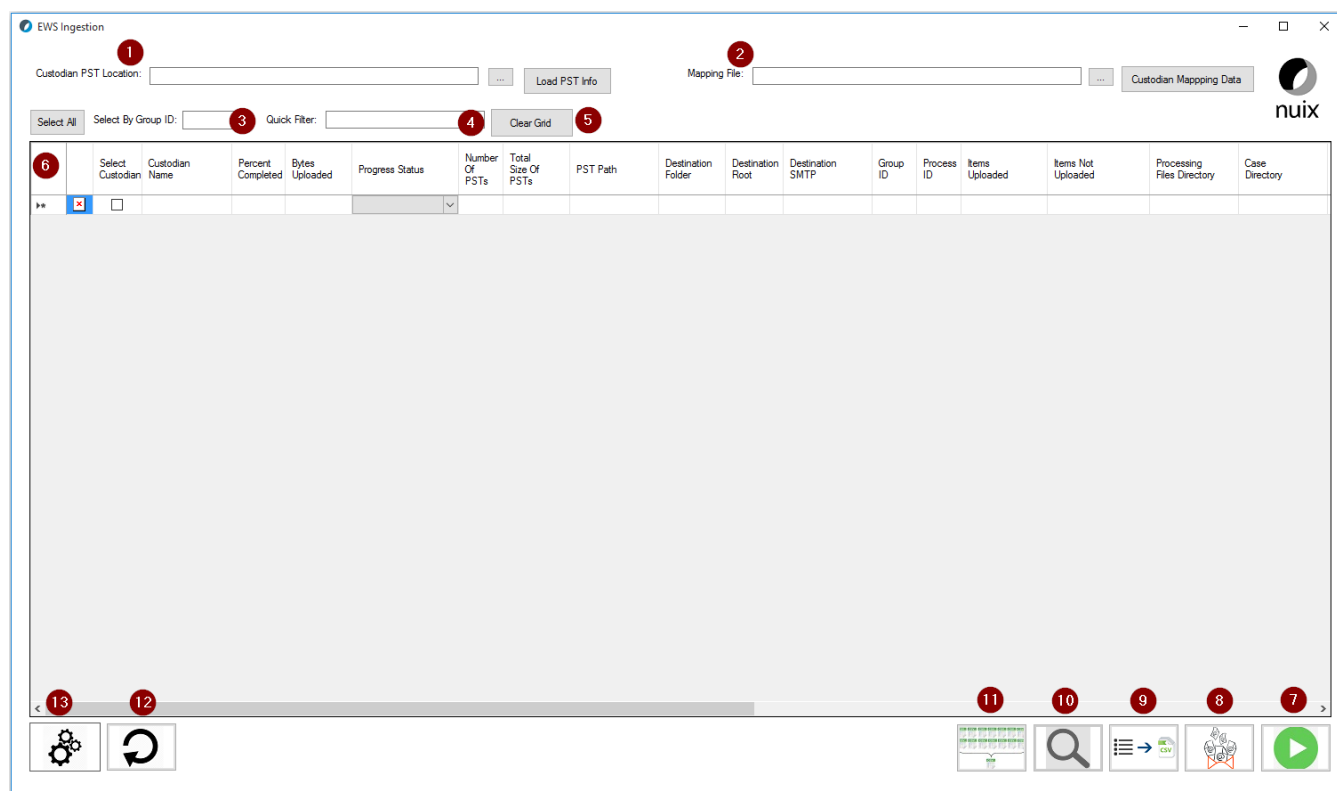 EWS Ingestion
1
2
Custodian PST Location:
...
Load PST Info
Mapping File:
...
Custodian Mappping Data
nuix
Select All
Select By Group ID:
3
Quick Filter:
4
Clear Grid
5
6
Select
Custodian
Custodian
Name
Percent
Completed
Bytes
Uploaded
Progress Status
Number
Of
PSTs
Total
Size Of
PSTs
PST Path
Destination
Folder
Destination
Root
Destination
SMTP
Group
ID
Process
ID
Items
Uploaded
Items Not
Uploaded
Processing
Files Directory
Case
Directory
13
12
11
10
9
8
7
CSV